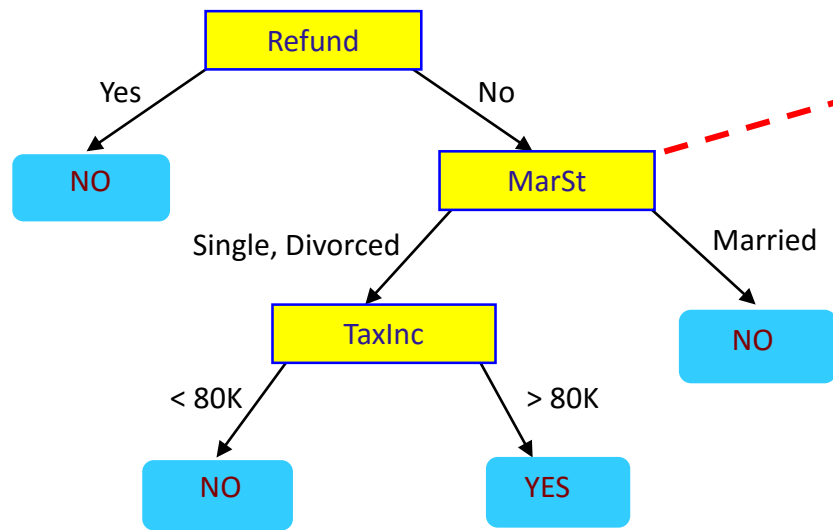 Refund
Yes
No
NO
MarSt
Single, Divorced
Married
TaxInc
NO
< 80K
> 80K
NO
YES